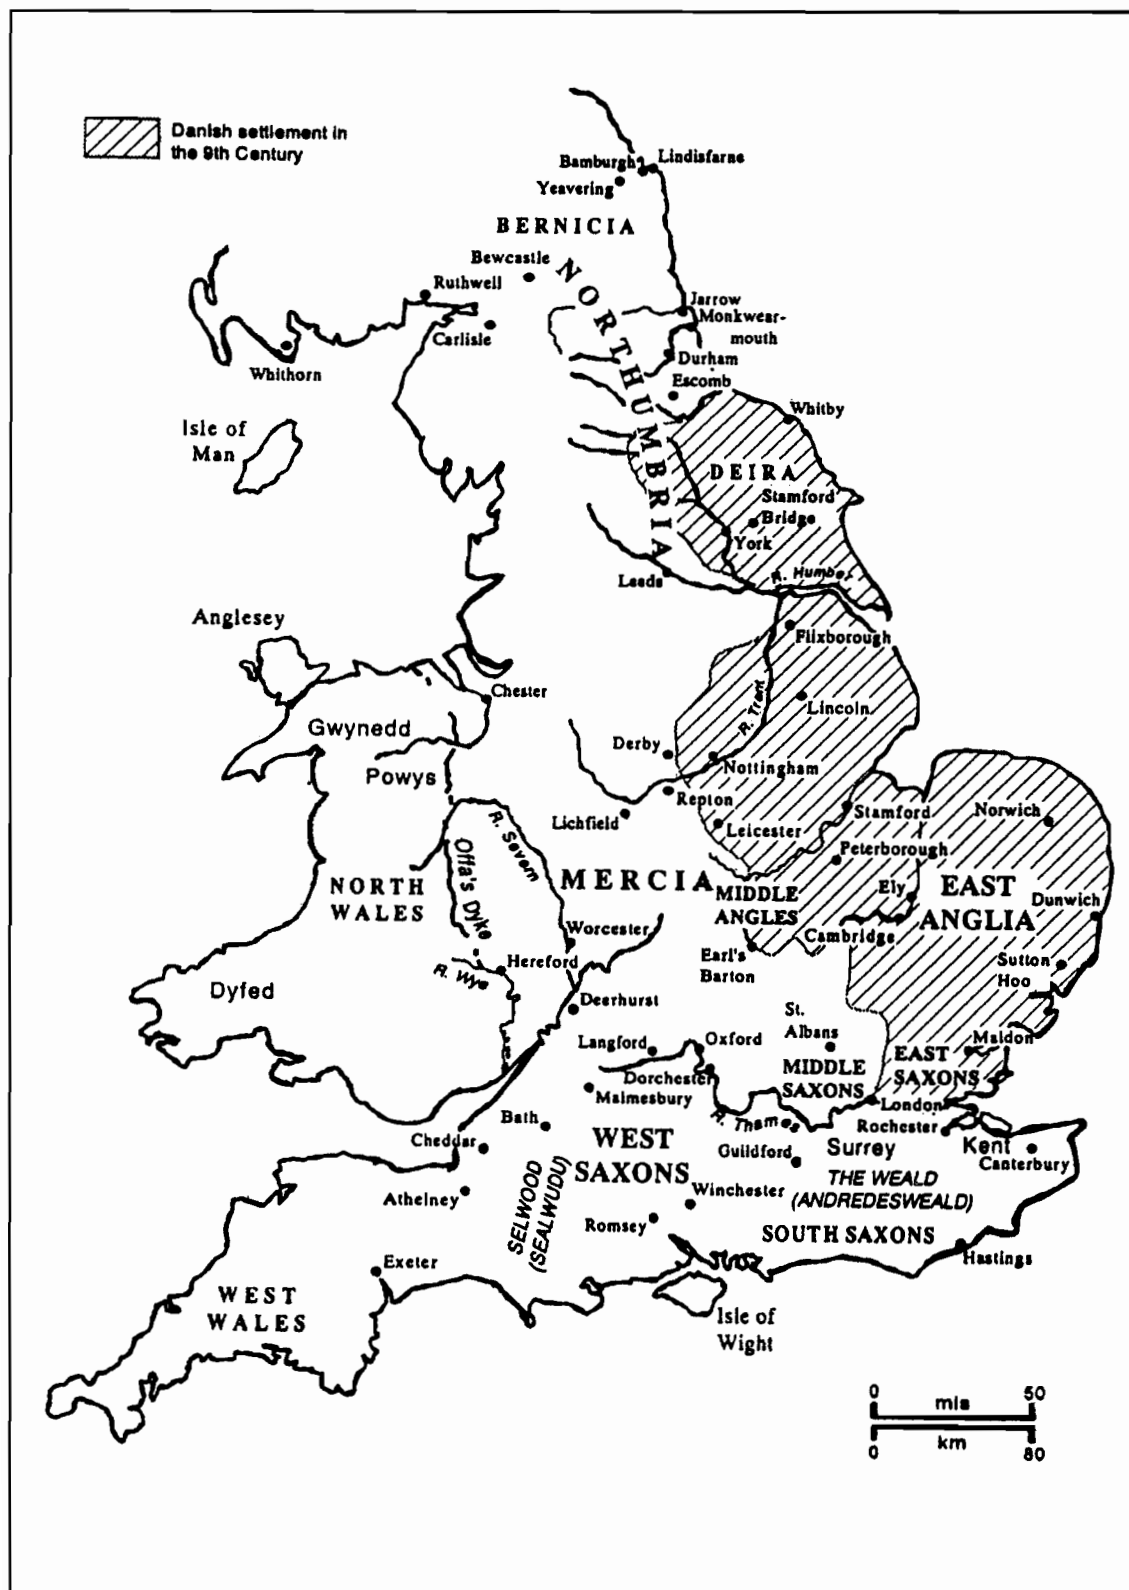 Danish settlement in
the 9th Century
Bamburgh
Lindisfarne
Yeavering
BERNICIA
Bewcastle
NORTHUMBRIA
Ruthwell
Jarrow
Monkwear-
mouth
Carlisle
Whithorn
Durham
Escomb
Whitby
Isle of
Man
DEIRA
Stamford
Bridge
York
Leeds
R. Humber
Anglesey
Flixborough
Chester
R. Trent
Lincoln
Gwynedd
Derby
Nottingham
Powys
Repton
Stamford
Norwich
Lichfield
Leicester
R. Severn
Peterborough
Offa's Dyke
MERCIA
NORTH
WALES
MIDDLE
ANGLES
Ely
EAST
ANGLIA
Dunwich
Worcester
Cambridge
Earl's
Barton
Hereford
R. Wye
Sutton
Hoo
Dyfed
Deerhurst
St.
Albans
Langford
Oxford
Maldon
MIDDLE
SAXONS
EAST
SAXONS
Dorchester
Malmesbury
London
R. Thames
Rochester
Bath
Cheddar
WEST
SAXONS
Guildford
Surrey
Kent
Canterbury
THE WEALD
(ANDREDESWEALD)
Athelney
SELWOOD
(SEALWUDU)
Winchester
Romsey
SOUTH SAXONS
Hastings
Exeter
WEST
WALES
Isle of
Wight
0 50
mls
km
0 80